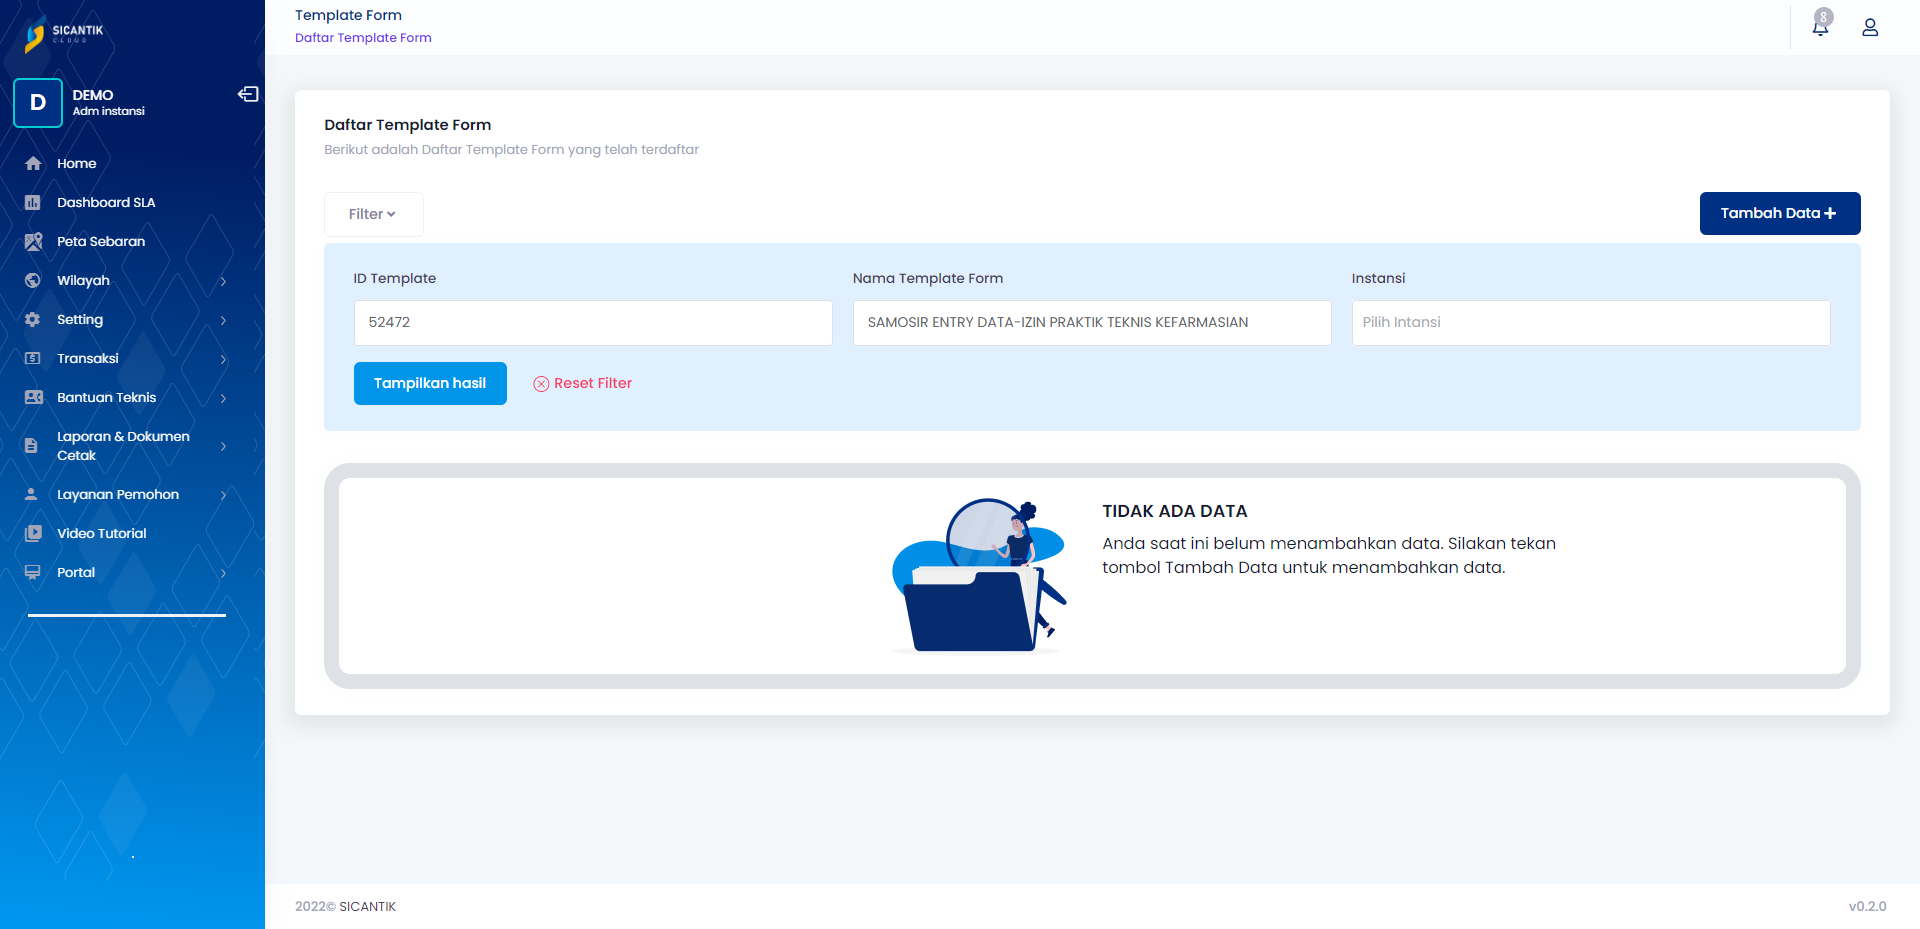 SICANTIK
CLOUD
D
DEMO
Adm instansi
Home
Dashboard SLA
Peta Sebaran
Wilayah
Setting
Transaksi
Bantuan Teknis
Laporan & Dokumen
Cetak
Layanan Pemohon
Video Tutorial
Portal
Template Form
Daftar Template Form
8
Daftar Template Form
Berikut adalah Daftar Template Form yang telah terdaftar
Filter
Tambah Data +
ID Template
Nama Template Form
Instansi
52472
SAMOSIR ENTRY DATA-IZIN PRAKTIK TEKNIS KEFARMASIAN
Pilih Intansi
Tampilkan hasil
Reset Filter
TIDAK ADA DATA
Anda saat ini belum menambahkan data. Silakan tekan
tombol Tambah Data untuk menambahkan data.
2022© SICANTIK
v0.2.0